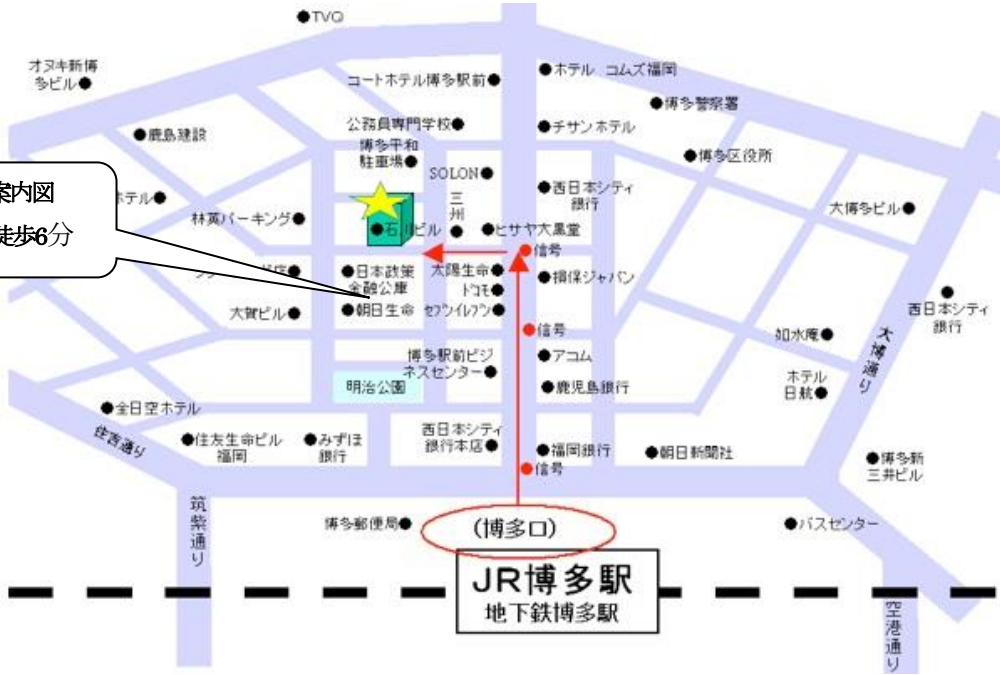 TVQ
オヌキ新博
多ビル
コートホテル博多駅前
ホテル コムズ福岡
博多警察署
鹿島建設
公務員専門学校
チサンホテル
博多平和
駐車場
博多区役所
SOLON
案内図
徒歩6分
ホテル
西日本シティ
銀行
三州
林英パーキング
大博多ビル
石川ビル
ヒサヤ大黒堂
信号
日本政策
金融公庫
太陽生命
ドコモ
損保ジャパン
大賀ビル
朝日生命
セブンイレブン
西日本シティ
銀行
信号
如水庵
大博通り
博多駅前ビジ
ネスセンター
アコム
明治公園
鹿児島銀行
ホテル
日航
全日空ホテル
住吉通り
住友生命ビル
福岡
みずほ
銀行
西日本シティ
銀行本店
福岡銀行
朝日新聞社
信号
博多新
三井ビル
筑紫通り
博多郵便局
(博多口)
バスセンター
JR博多駅
地下鉄博多駅
空港通り